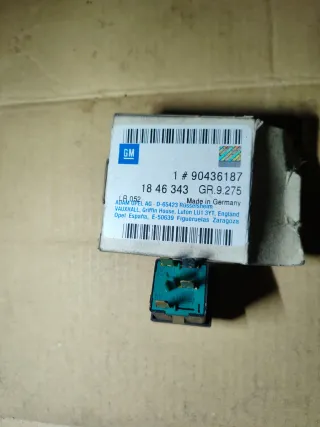 GM
1 # 90436187
18 46 343 GR.9.275
Made in Germany
ADAM OPEL AG D-65423 Rüsselsheim
VAUXHALL, Griffin House, Luton LU1 3YT, England
Opel España, E-50639 Figueruelas Zaragoza